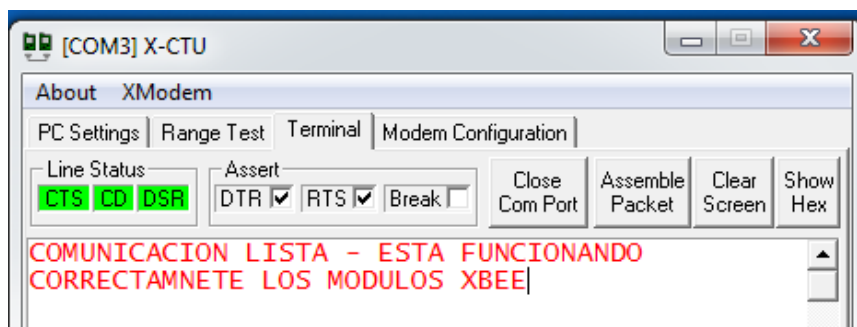 [COM3] X-CTU
About XModem
PC Settings Range Test Terminal Modem Configuration
Line Status Assert
CTS CD DSR DTR RTS Break
Close Com Port
Assemble Packet
Clear Screen
Show Hex
COMUNICACION LISTA - ESTA FUNCIONANDO
CORRECTAMNETE LOS MODULOS XBEE